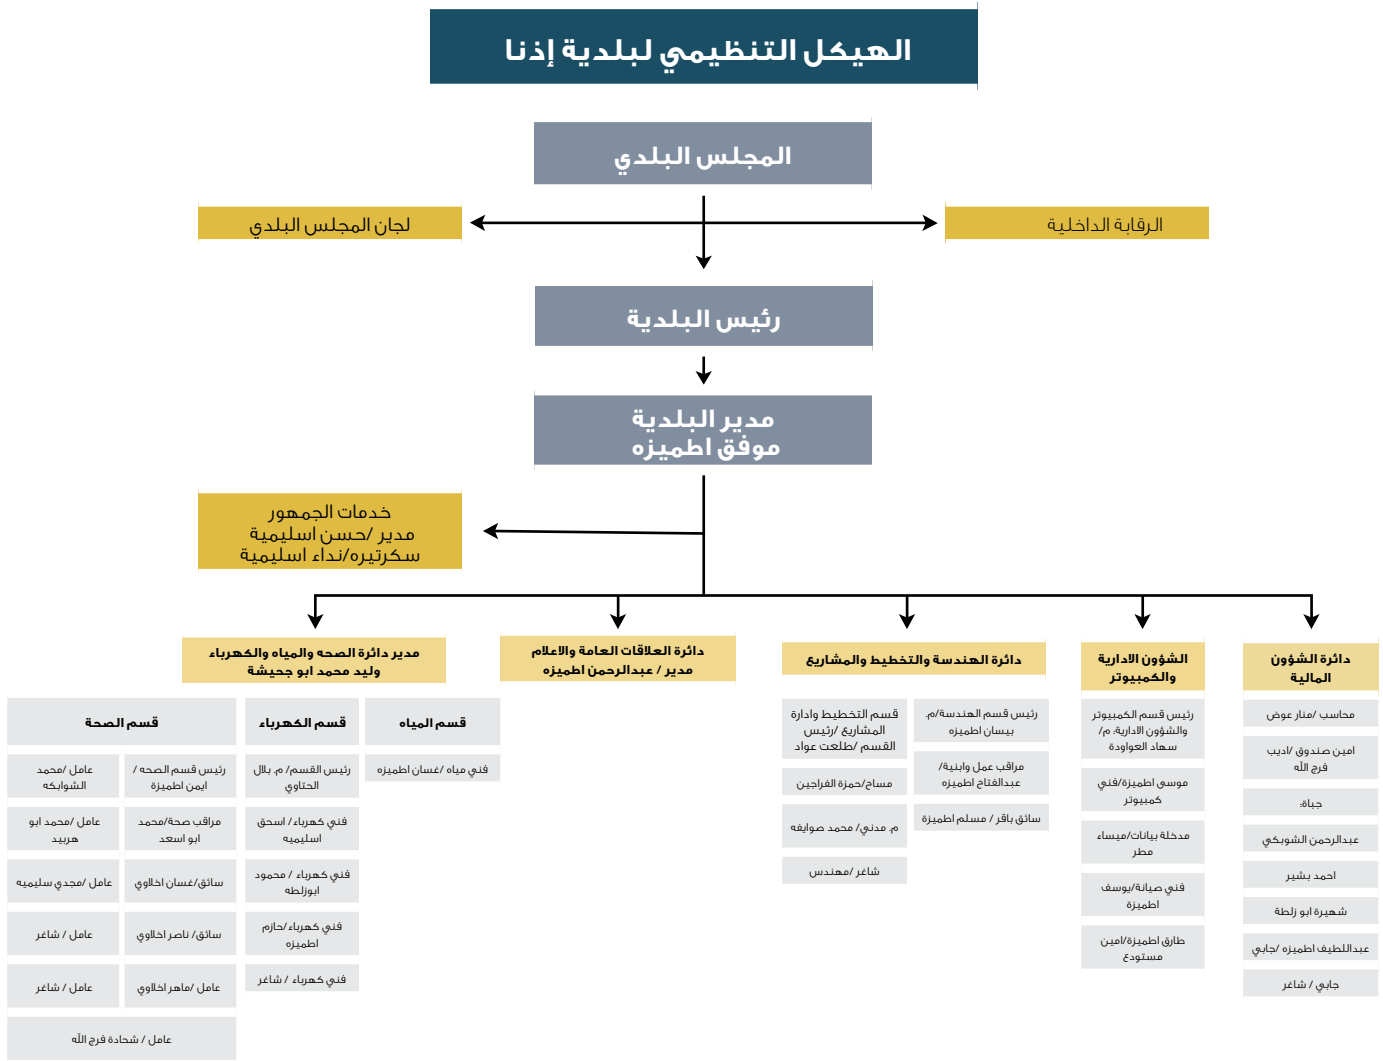 الهيكل التنظيمي لبلدية إذنا
المجلس البلدي
الرقابة الداخلية
لجان المجلس البلدي
رئيس البلدية
مدير البلدية
موفق اطميزه
خدمات الجمهور
مدير /حسن اسليمية
سكرتيره/نداء اسليمية
دائرة الشؤون
المالية
محاسب /منار عوض
امين صندوق /اديب
فرج الله
جباة:
عبدالرحمن الشوبكي
احمد بشير
شهيرة ابو زلطة
عبداللطيف اطميزه /جابي
جابي / شاغر
الشؤون الادارية
والكمبيوتر
رئيس قسم الكمبيوتر
والشؤون الادارية: م/
سهاد العواودة
موسى اطميزة/فني
كمبيوتر
مدخلة بيانات/ميساء
مطر
فني صيانة/يوسف
اطميزة
طارق اطميزة/امين
مستودع
دائرة الهندسة والتخطيط والمشاريع
رئيس قسم الهندسة/م.
بيسان اطميزه
مراقب عمل وابنية/
عبدالفتاح اطميزه
سائق باقر / مسلم اطميزة
قسم التخطيط وادارة
المشاريع /رئيس
القسم /طلعت عواد
مساح/حمزة الفراجين
م. مدني/ محمد صوايفه
شاغر /مهندس
دائرة العلاقات العامة والاعلام
مدير / عبدالرحمن اطميزه
مدير دائرة الصحه والمياه والكهرباء
وليد محمد ابو جحيشة
قسم المياه
فني مياه /غسان اطميزه
قسم الكهرباء
رئيس القسم/ م. بلال
الحتاوي
فني كهرباء/ اسحق
اسليميه
فني كهرباء / محمود
ابوزلطه
فني كهرباء/حازم
اطميزه
فني كهرباء / شاغر
قسم الصحة
رئيس قسم الصحه /
ايمن اطميزة
مراقب صحة/محمد
ابو اسعد
سائق/غسان اخلاوي
سائق/ ناصر اخلاوي
عامل /ماهر اخلاوي
عامل /محمد
الشوابكه
عامل /محمد ابو
هربيد
عامل /مجدي سليميه
عامل / شاغر
عامل / شاغر
عامل / شحادة فرج الله